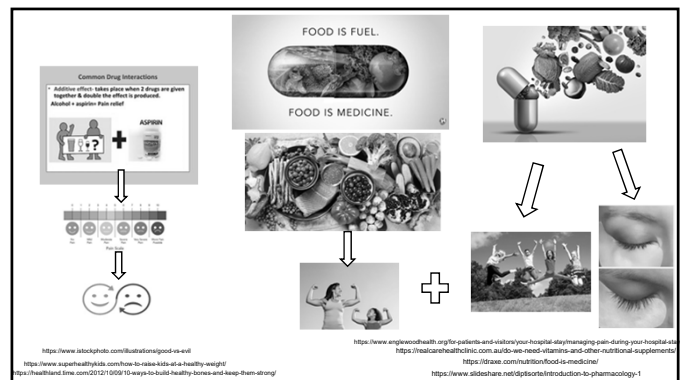 Common Drug Interactions
• Additive effect- takes place when 2 drugs are given
together & double the effect is produced.
Alcohol + aspirin= Pain relief
ASPIRIN
?
FOOD IS FUEL.
FOOD IS MEDICINE.
Pain Scale
https://www.istockphoto.com/illustrations/good-vs-evil
https://www.superhealthykids.com/how-to-raise-kids-at-a-healthy-weight/
https://healthland.time.com/2012/10/09/10-ways-to-build-healthy-bones-and-keep-them-strong/
https://www.englewoodhealth.org/for-patients-and-visitors/your-hospital-stay/managing-pain-during-your-hospital-stay
https://realcarehealthclinic.com.au/do-we-need-vitamins-and-other-nutritional-supplements/
https://draxe.com/nutrition/food-is-medicine/
https://www.slideshare.net/diptisorte/introduction-to-pharmacology-1